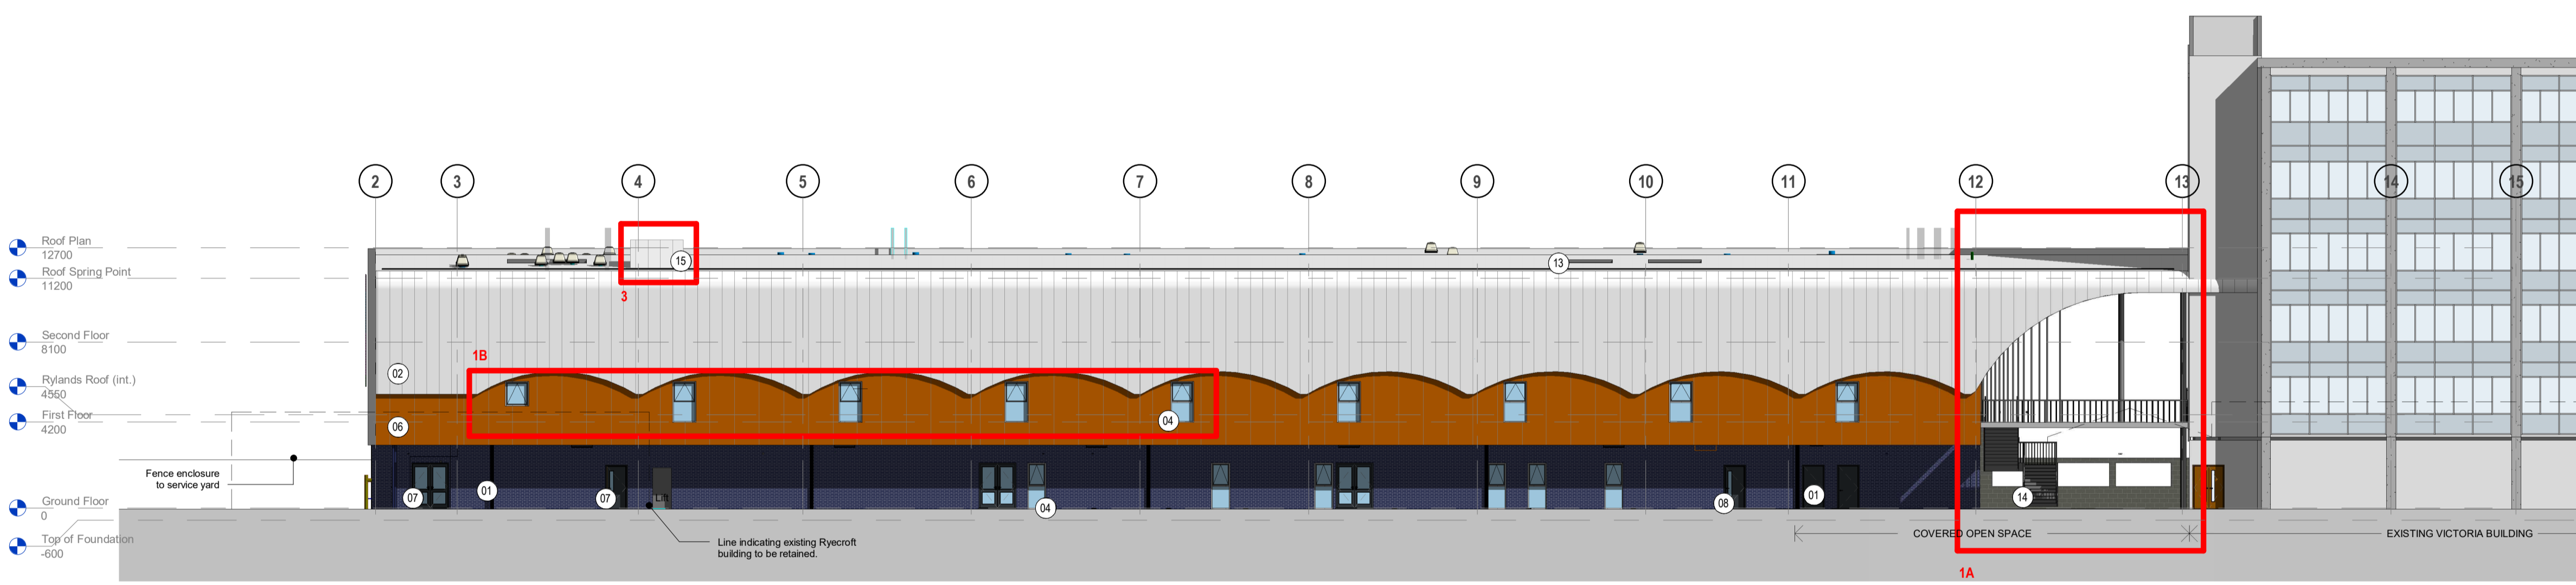 2
3
4
5
6
7
8
9
10
11
12
13
14
15
Roof Plan
12700
Roof Spring Point
11200
Second Floor
8100
Rylands Roof (int.)
4550
First Floor
4200
Ground Floor
0
Top of Foundation
-600
15
3
13
1B
02
06
04
Fence enclosure
to service yard
07
01
07
Lift
04
08
01
14
Line indicating existing Ryecroft
building to be retained.
COVERED OPEN SPACE
EXISTING VICTORIA BUILDING
1A